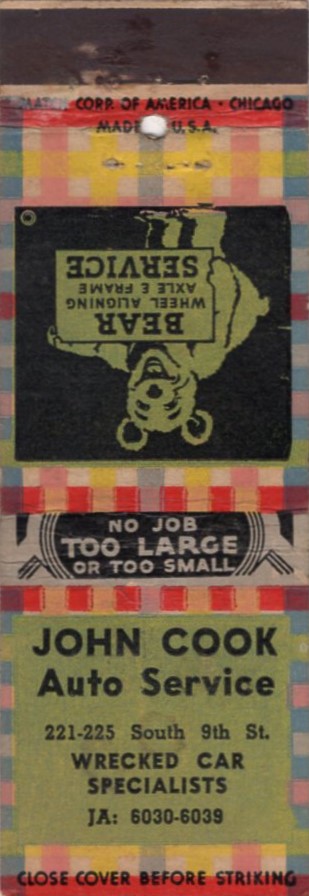 MATCH CORP. OF AMERICA • CHICAGO
MADE U.S.A.
BEAR
WHEEL ALIGNING
AXLE & FRAME
SERVICE
NO JOB
TOO LARGE
OR TOO SMALL
JOHN COOK
Auto Service
221-225 South 9th St.
WRECKED CAR
SPECIALISTS
JA: 6030-6039
CLOSE COVER BEFORE STRIKING